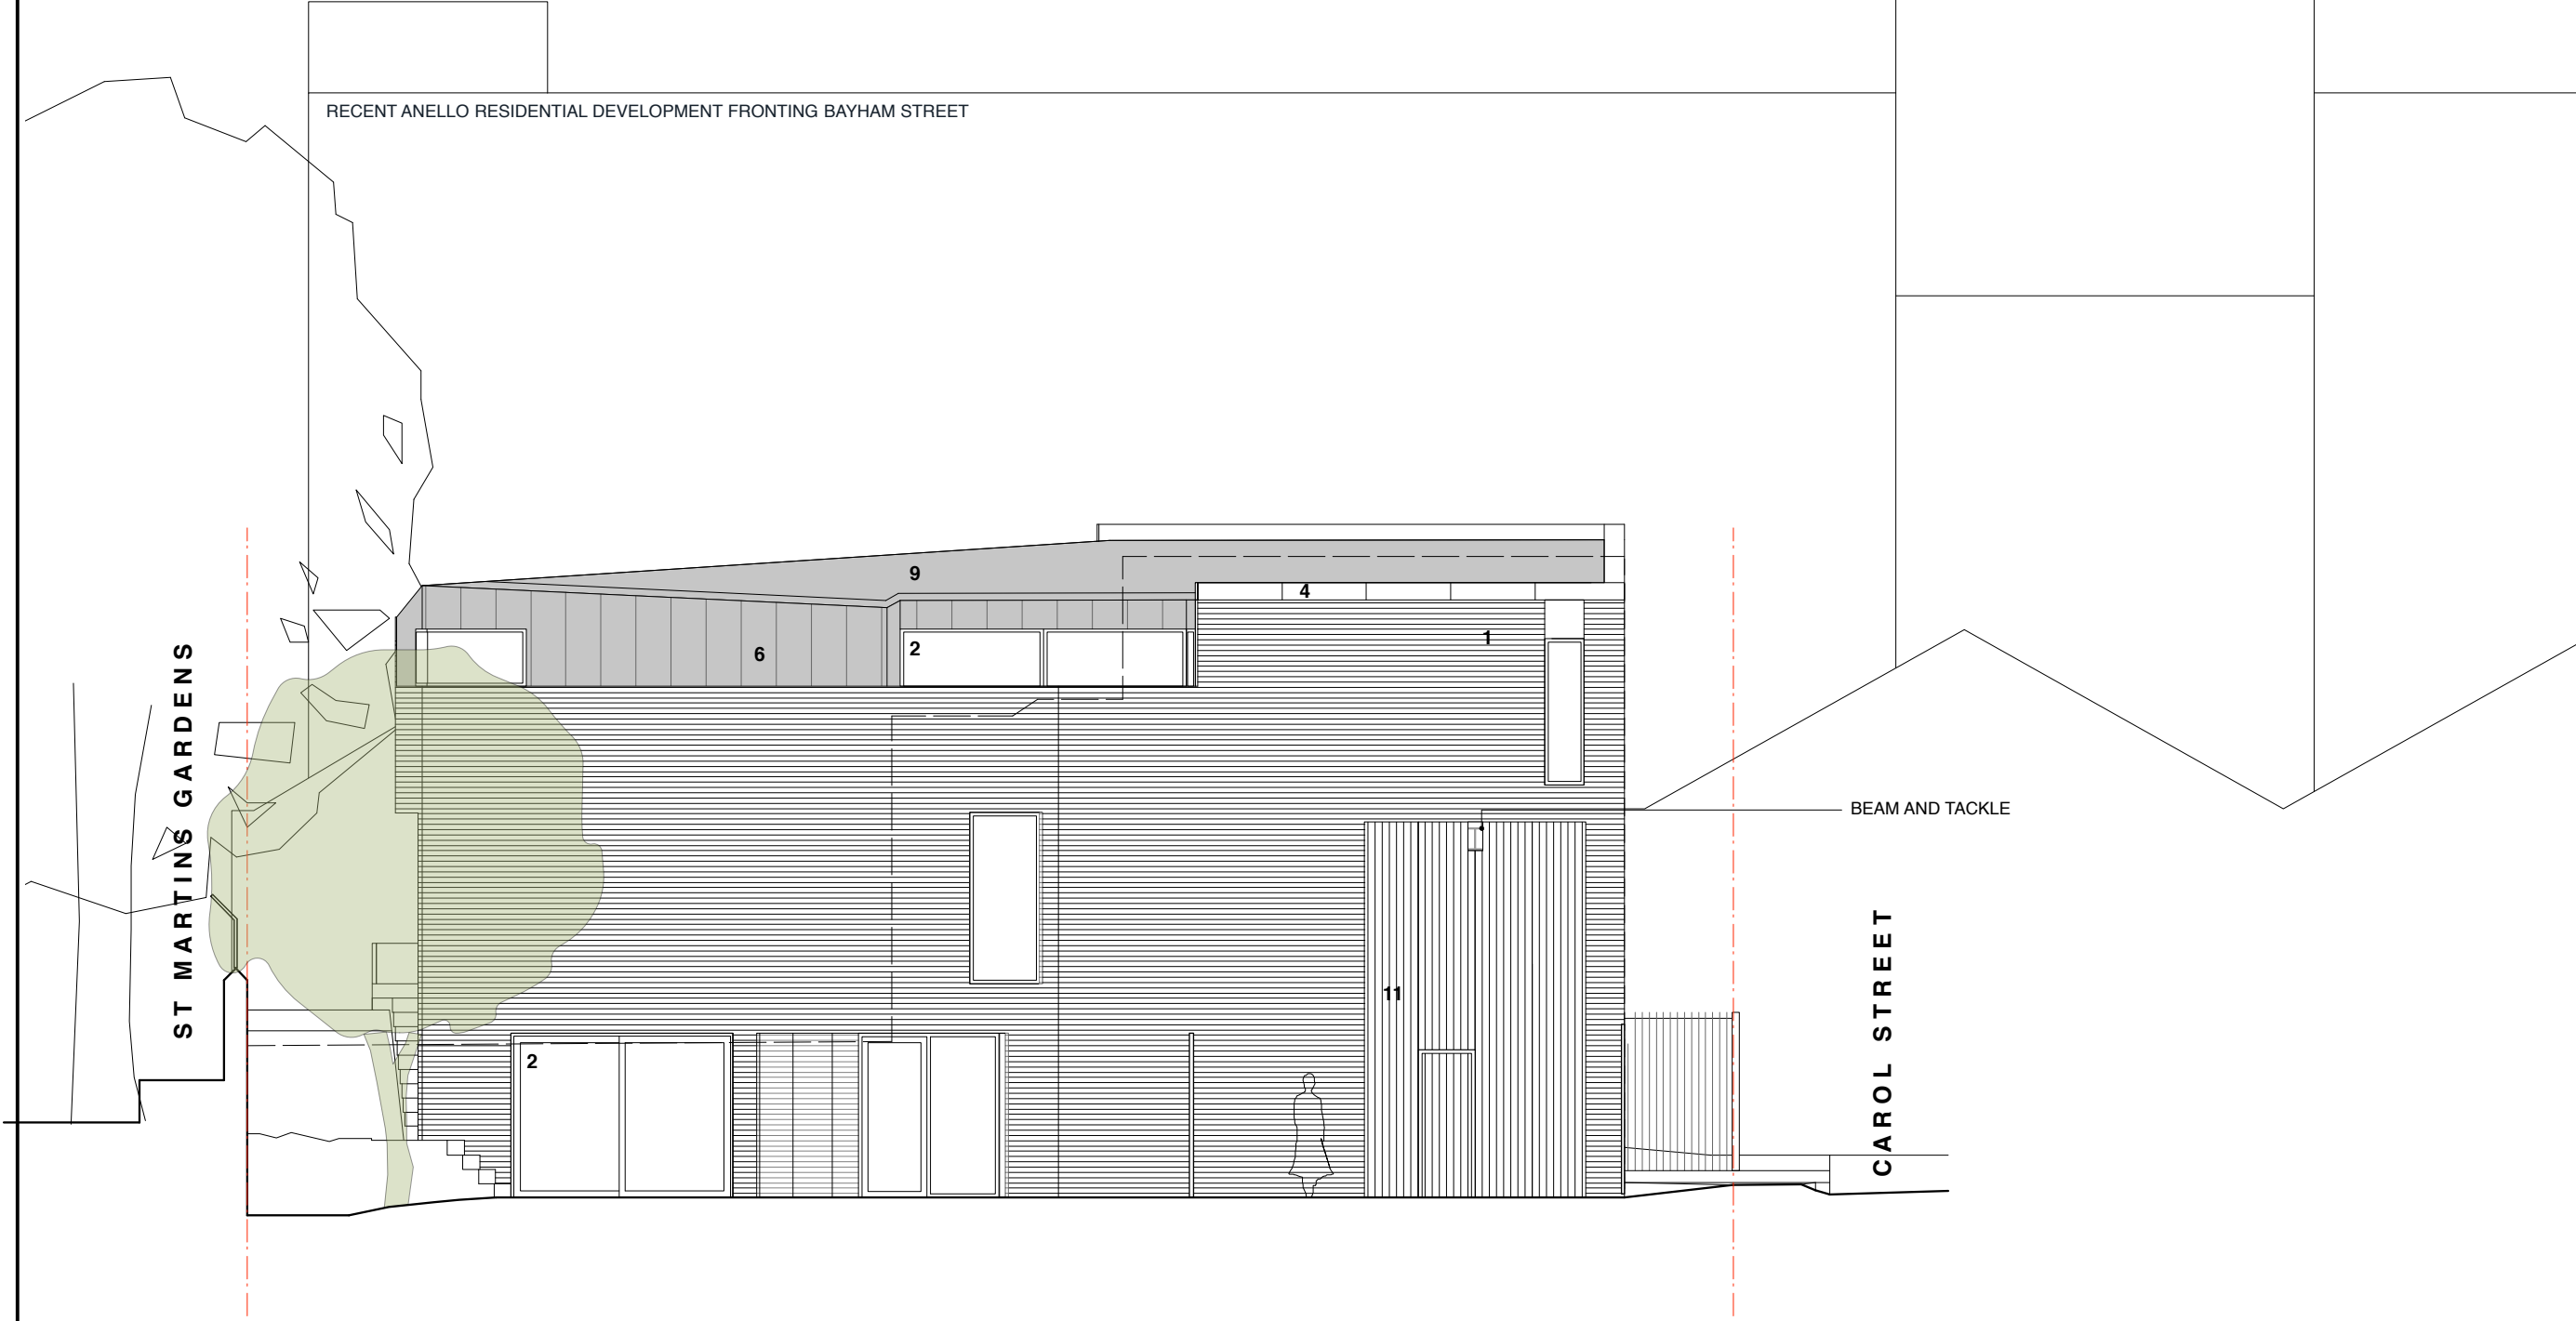 RECENT ANELLO RESIDENTIAL DEVELOPMENT FRONTING BAYHAM STREET
9
4
1
2
6
ST MARTINS GARDENS
BEAM AND TACKLE
11
CAROL STREET
2